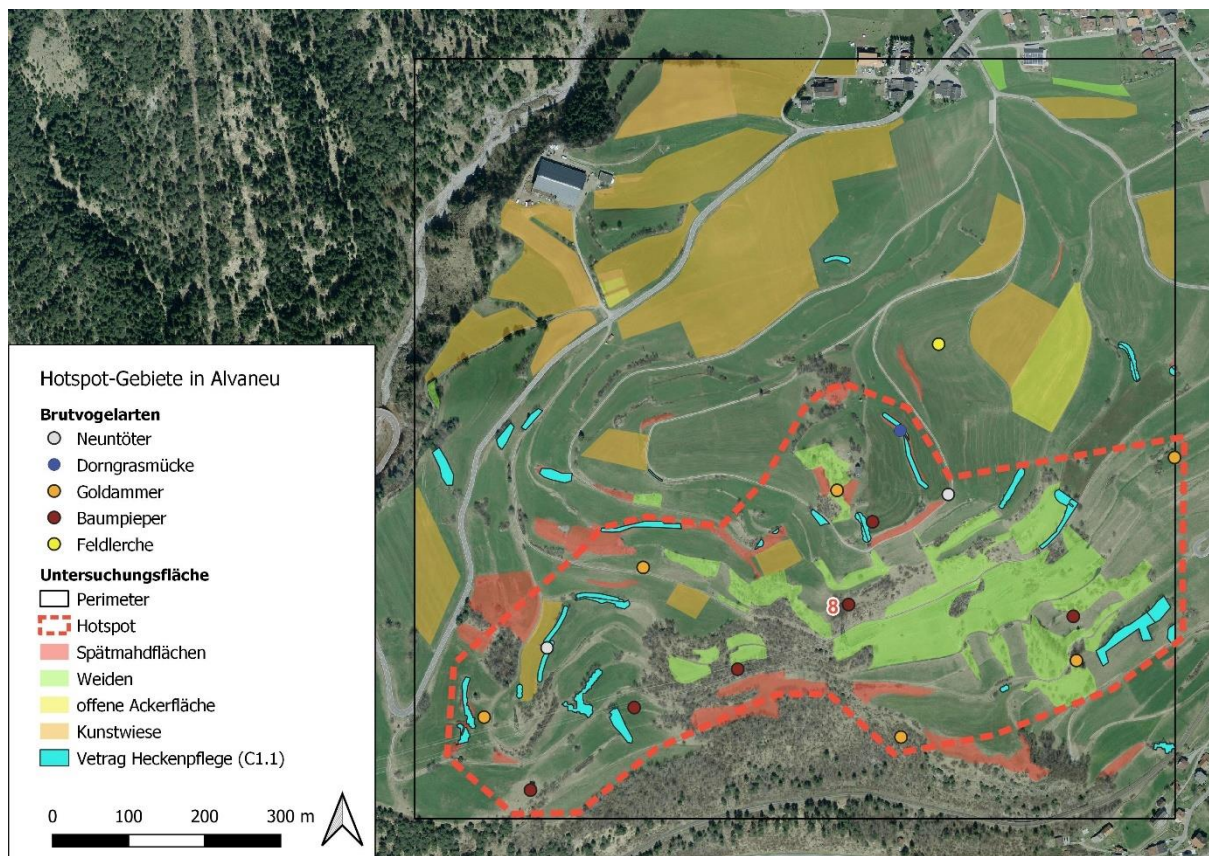 Hotspot-Gebiete in Alvaneu
Brutvogelarten
Neuntöter
Dorngrasmücke
Goldammer
Baumpieper
Feldlerche
Untersuchungsfläche
Perimeter
Hotspot
Spätmahdflächen
Weiden
offene Ackerfläche
Kunstwiese
Vetrag Heckenpflege (C1.1)
0 100 200 300 m
8